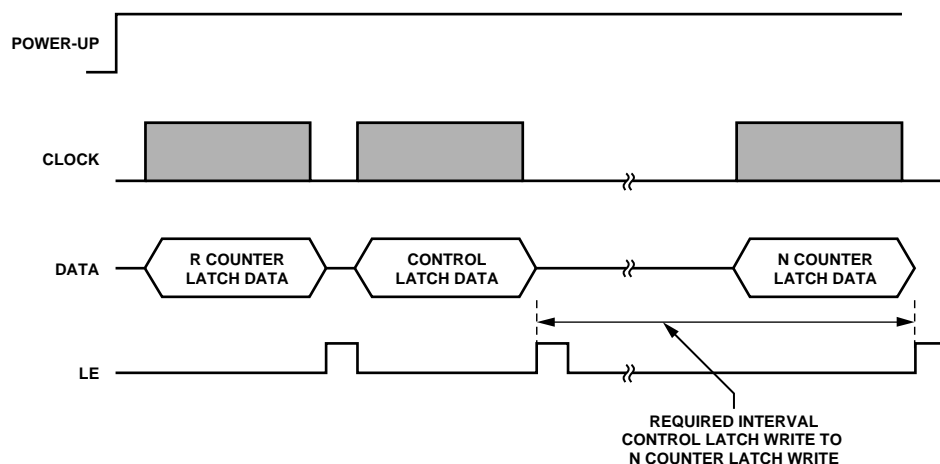 POWER-UP
CLOCK
DATA
R COUNTER
LATCH DATA
CONTROL
LATCH DATA
N COUNTER
LATCH DATA
LE
REQUIRED INTERVAL
CONTROL LATCH WRITE TO
N COUNTER LATCH WRITE